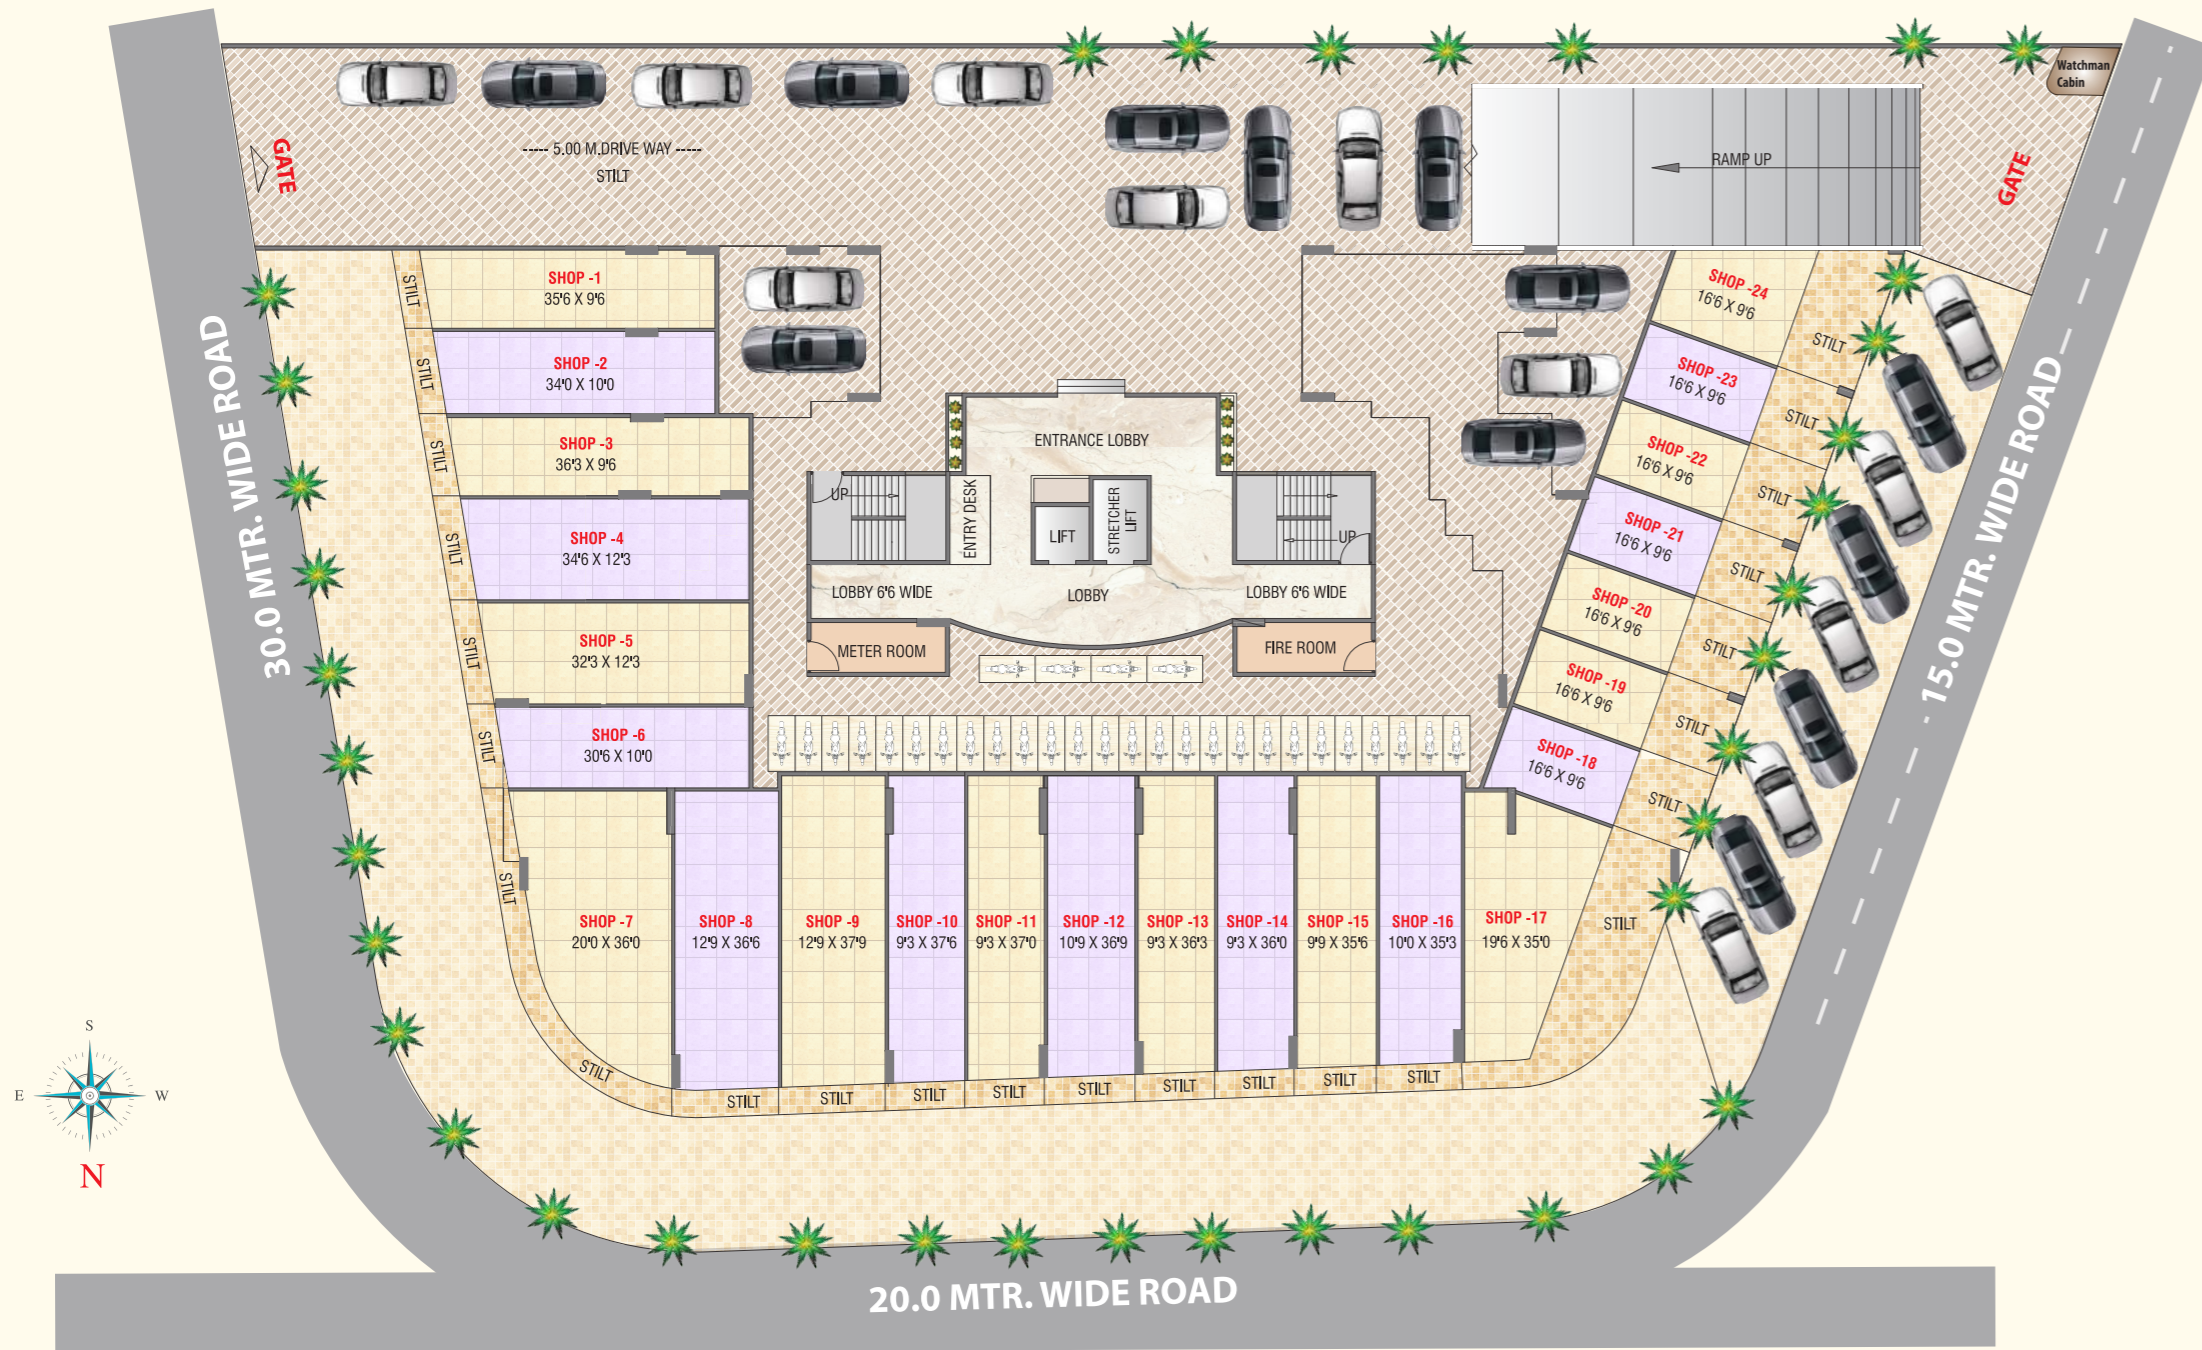 Watchman
Cabin
GATE
----- 5.00 M.DRIVE WAY -----
STILT
RAMP UP
GATE
30.0 MTR. WIDE ROAD
15.0 MTR. WIDE ROAD
STILT
SHOP -1
35'6 X 9'6
STILT
SHOP -2
34'0 X 10'0
STILT
SHOP -3
36'3 X 9'6
STILT
SHOP -4
34'6 X 12'3
STILT
SHOP -5
32'3 X 12'3
STILT
SHOP -6
30'6 X 10'0
ENTRANCE LOBBY
UP
ENTRY DESK
LIFT
STRETCHER
LIFT
UP
LOBBY 6'6 WIDE
LOBBY
LOBBY 6'6 WIDE
METER ROOM
FIRE ROOM
SHOP -24
16'6 X 9'6
STILT
SHOP -23
16'6 X 9'6
STILT
SHOP -22
16'6 X 9'6
STILT
SHOP -21
16'6 X 9'6
STILT
SHOP -20
16'6 X 9'6
STILT
SHOP -19
16'6 X 9'6
STILT
SHOP -18
16'6 X 9'6
STILT
STILT
SHOP -7
20'0 X 36'0
SHOP -8
12'9 X 36'6
SHOP -9
12'9 X 37'9
SHOP -10
9'3 X 37'6
SHOP -11
9'3 X 37'0
SHOP -12
10'9 X 36'9
SHOP -13
9'3 X 36'3
SHOP -14
9'3 X 36'0
SHOP -15
9'9 X 35'6
SHOP -16
10'0 X 35'3
SHOP -17
19'6 X 35'0
STILT
STILT
STILT
STILT
STILT
STILT
STILT
STILT
STILT
STILT
STILT
S
E
W
N
20.0 MTR. WIDE ROAD